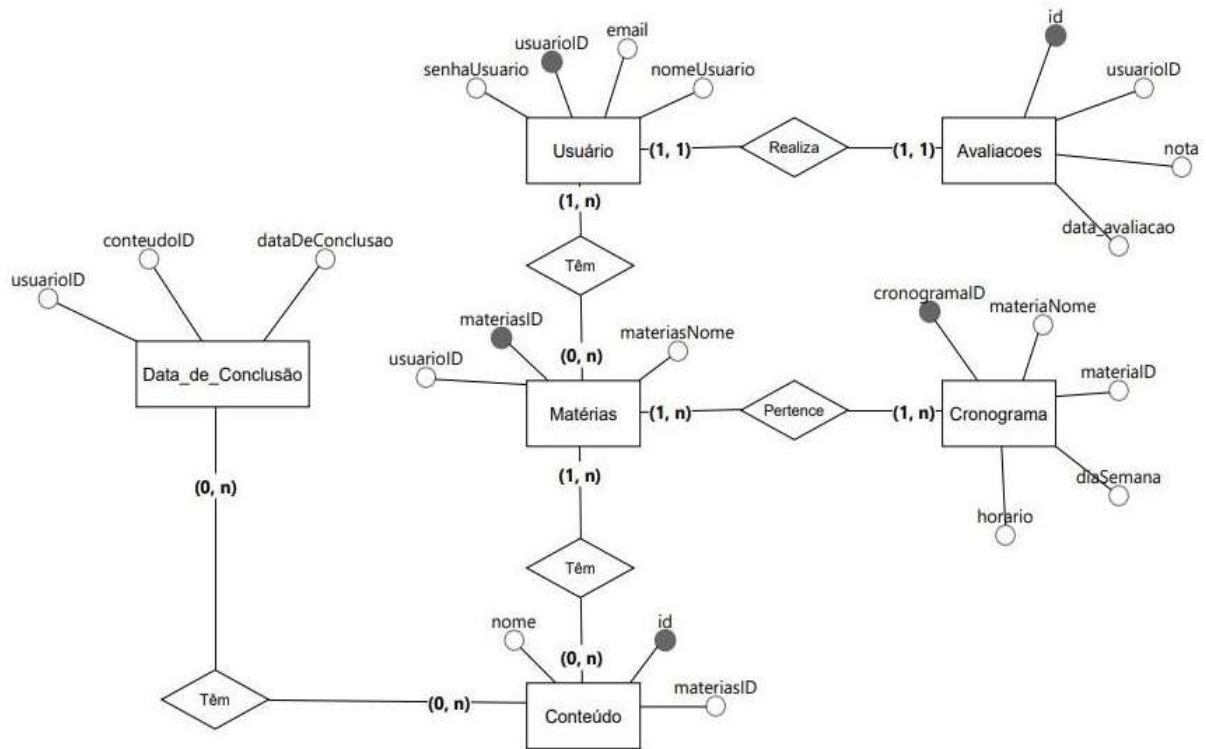 id
email
usuarioID
senhaUsuario
nomeUsuario
usuarioID
Usuário
(1, 1)
Realiza
(1, 1)
Avaliacoes
nota
(1, n)
data_avaliacao
conteudoID
dataDeConclusao
usuarioID
Têm
cronogramaID
materiaNome
materiasID
materiasNome
usuarioID
(0, n)
materiaID
Data_de_Conclusão
Matérias
(1, n)
Pertence
(1, n)
Cronograma
(0, n)
(1, n)
diaSemana
horario
Têm
nome
id
(0, n)
materiasID
Têm
(0, n)
Conteúdo